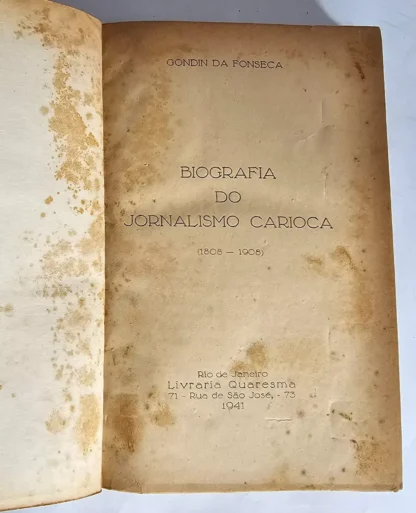 GONDIN DA FONSECA
BIOGRAFIA
DO
JORNALISMO CARIOCA
(1808 — 1908)
Rio de Janeiro
Livraria Quaresma
71 - Rua de São José, - 73
1941